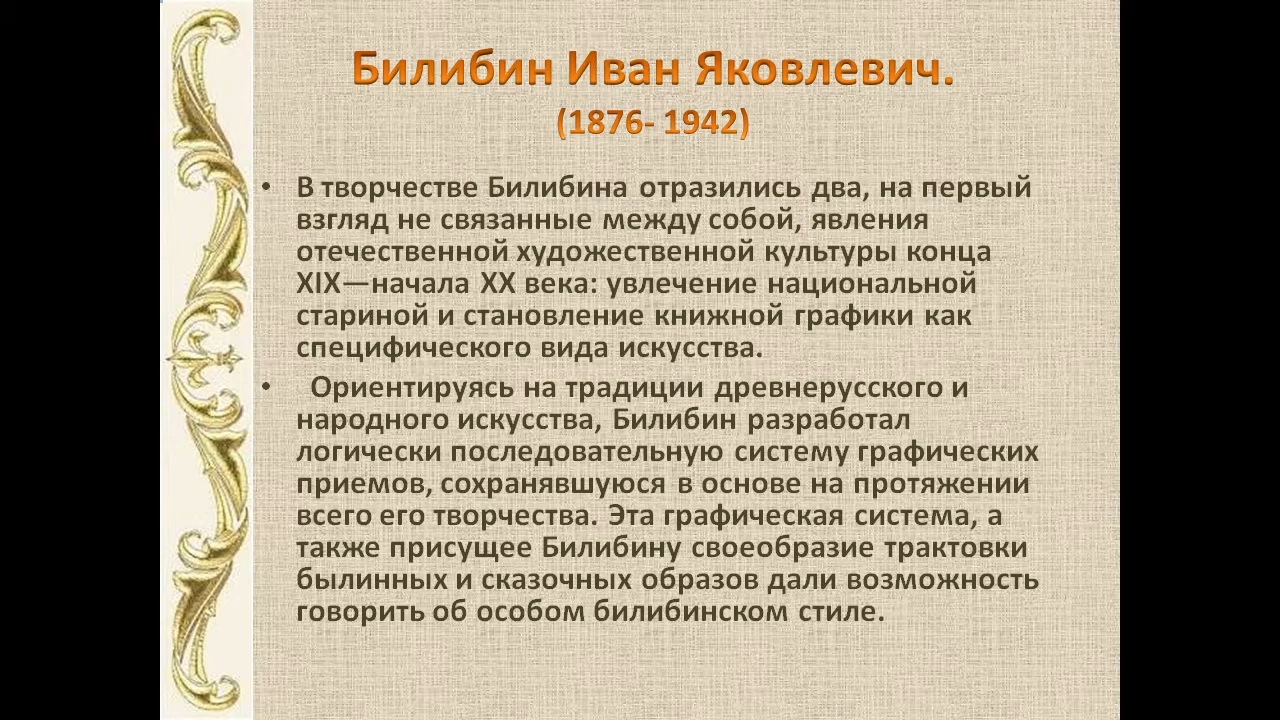 Билибин Иван Яковлевич.
(1876- 1942)
• В творчестве Билибина отразились два, на первый
взгляд не связанные между собой, явления
отечественной художественной культуры конца
XIX—начала XX века: увлечение национальной
стариной и становление книжной графики как
специфического вида искусства.
• Ориентируясь на традиции древнерусского и
народного искусства, Билибин разработал
логически последовательную систему графических
приемов, сохранявшуюся в основе на протяжении
всего его творчества. Эта графическая система, а
также присущее Билибину своеобразие трактовки
былинных и сказочных образов дали возможность
говорить об особом билибинском стиле.